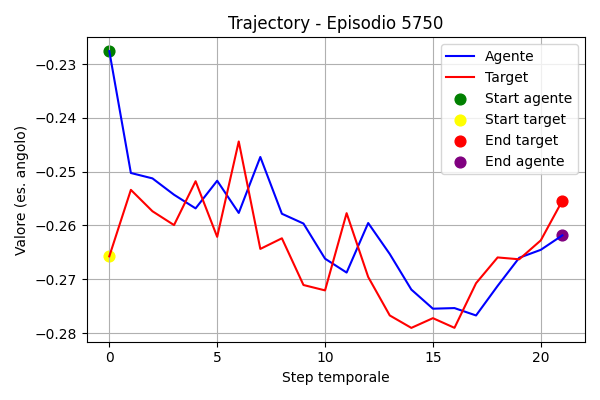 Trajectory - Episodio 5750
Agente
Target
Start agente
Start target
End target
End agente
Valore (es. angolo)
−0.23
−0.24
−0.25
−0.26
−0.27
−0.28
0
5
10
15
20
Step temporale